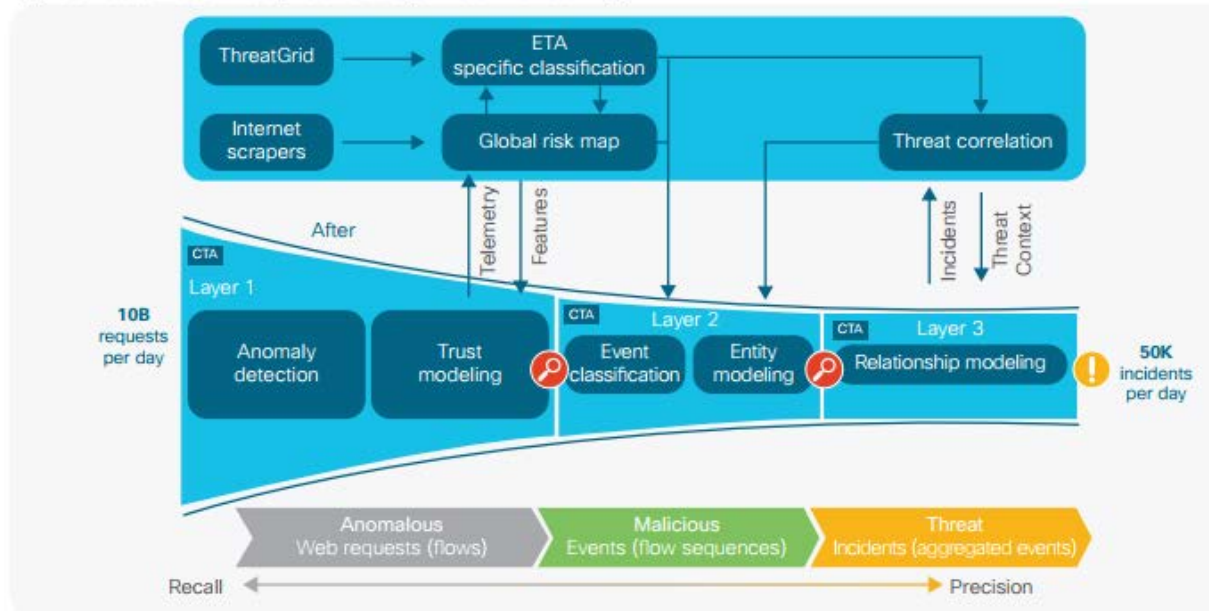 ThreatGrid
ETA
specific classification
Internet
scrapers
Global risk map
Threat correlation
After
Telemetry
Features
Incidents
Threat
Context
CTA
Layer 1
10B
requests
per day
Anomaly
detection
Trust
modeling
CTA
Layer 2
Event
classification
Entity
modeling
CTA
Layer 3
Relationship modeling
50K
incidents
per day
Anomalous
Web requests (flows)
Malicious
Events (flow sequences)
Threat
Incidents (aggregated events)
Recall
Precision